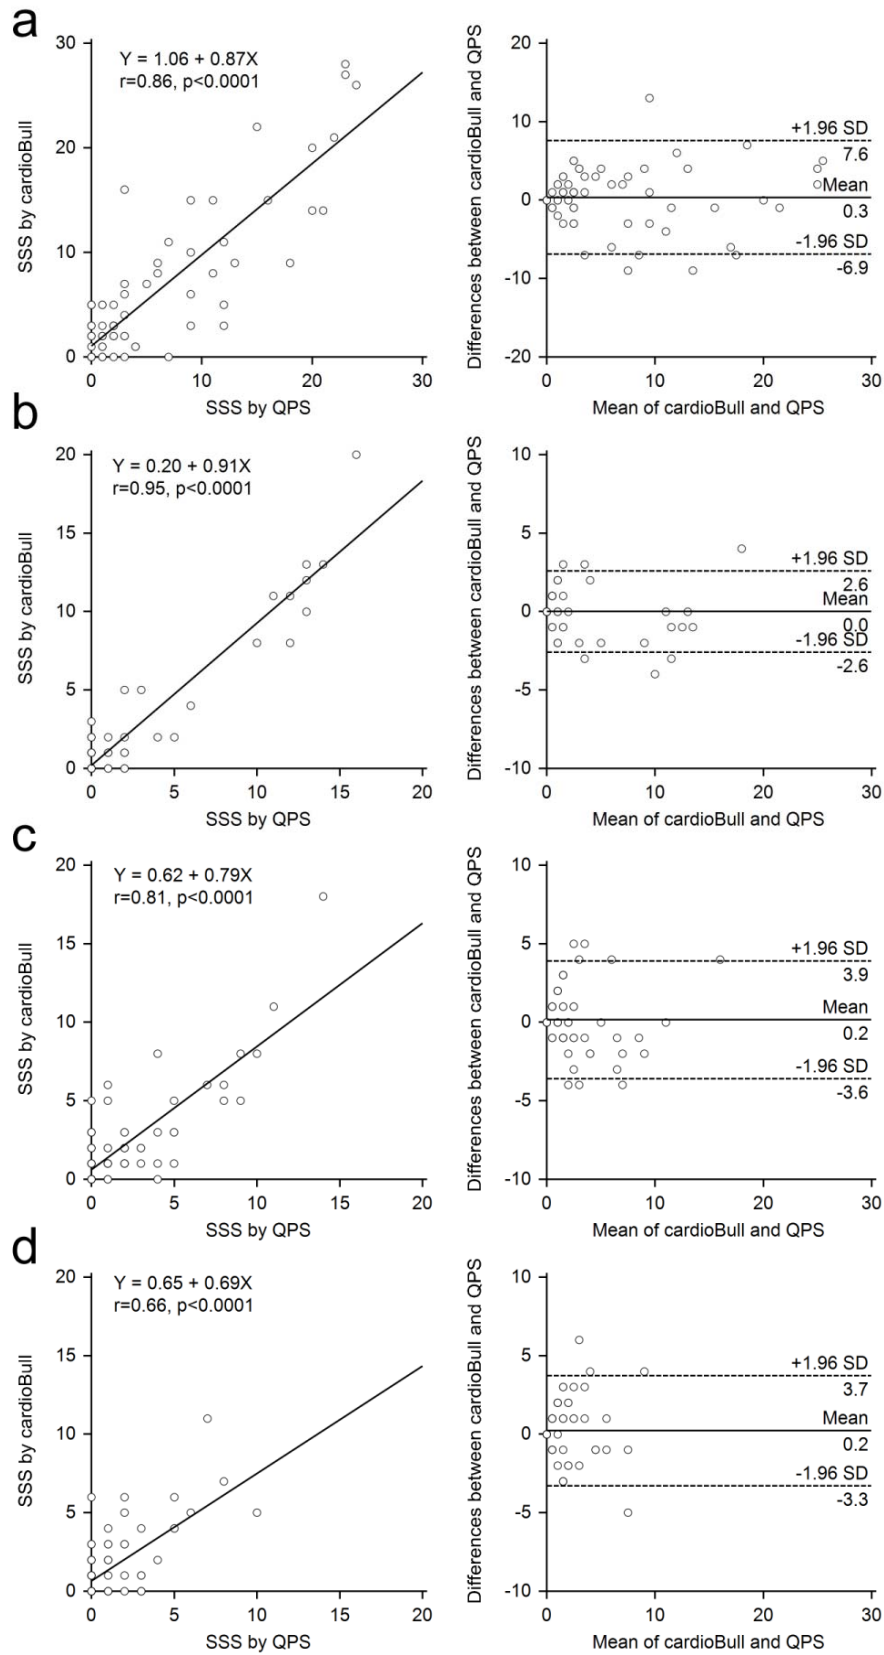 a
30
20
10
0
0
10
20
30
SSS by cardioBull
SSS by QPS
Y = 1.06 + 0.87X
r=0.86, p<0.0001
20
10
0
-10
-20
0
10
20
30
Differences between cardioBull and QPS
Mean of cardioBull and QPS
+1.96 SD
7.6
Mean
0.3
-1.96 SD
-6.9
b
20
15
10
5
0
0
5
10
15
20
SSS by cardioBull
SSS by QPS
Y = 0.20 + 0.91X
r=0.95, p<0.0001
10
5
0
-5
-10
0
10
20
30
Differences between cardioBull and QPS
Mean of cardioBull and QPS
+1.96 SD
2.6
Mean
0.0
-1.96 SD
-2.6
c
20
15
10
5
0
0
5
10
15
20
SSS by cardioBull
SSS by QPS
Y = 0.62 + 0.79X
r=0.81, p<0.0001
10
5
0
-5
-10
0
10
20
30
Differences between cardioBull and QPS
Mean of cardioBull and QPS
+1.96 SD
3.9
Mean
0.2
-1.96 SD
-3.6
d
20
15
10
5
0
0
5
10
15
20
SSS by cardioBull
SSS by QPS
Y = 0.65 + 0.69X
r=0.66, p<0.0001
10
5
0
-5
-10
0
10
20
30
Differences between cardioBull and QPS
Mean of cardioBull and QPS
+1.96 SD
3.7
Mean
0.2
-1.96 SD
-3.3